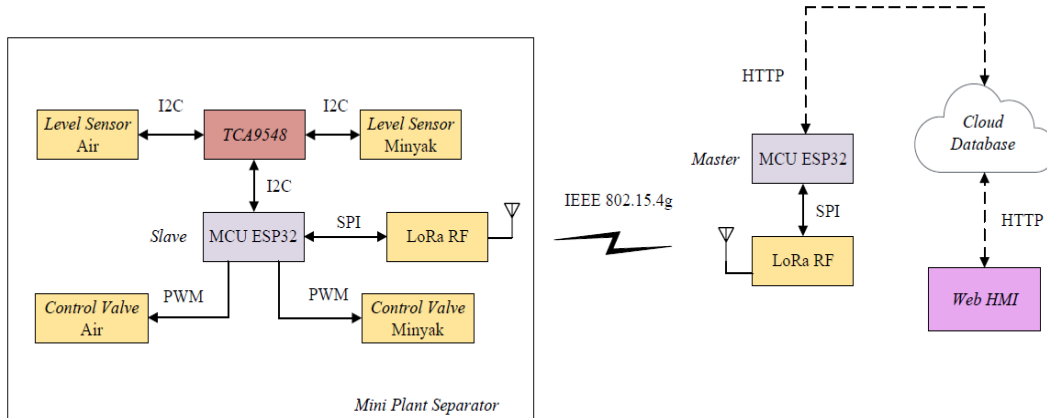 I2C
I2C
Level Sensor
Air
TCA9548
Level Sensor
Minyak
I2C
Slave
MCU ESP32
SPI
LoRa RF
PWM
PWM
Control Valve
Air
Control Valve
Minyak
Mini Plant Separator
IEEE 802.15.4g
HTTP
Master
MCU ESP32
SPI
LoRa RF
Cloud
Database
HTTP
Web HMI